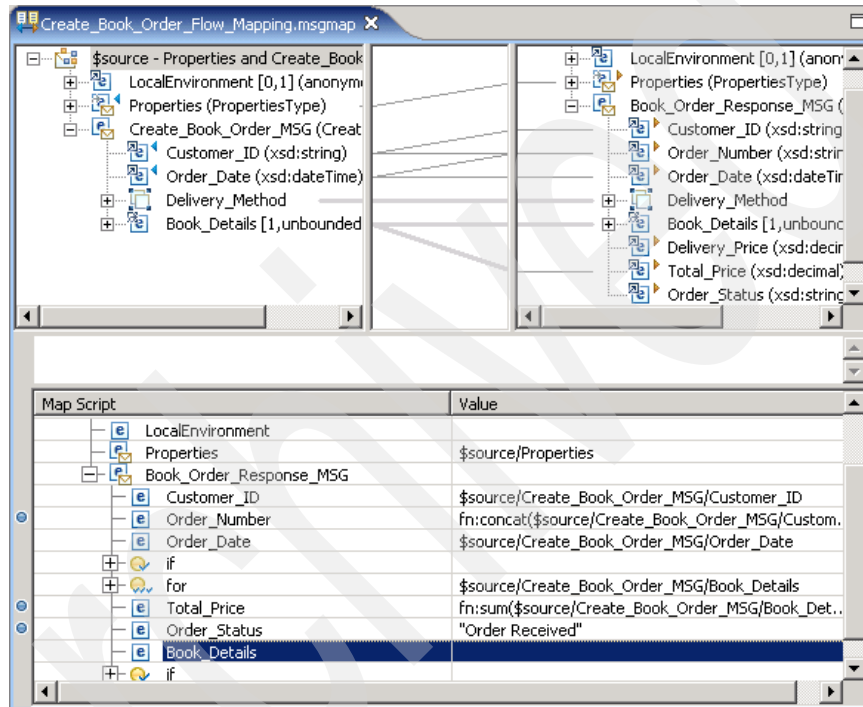 Create_Book_Order_Flow_Mapping.msgmap
$source - Properties and Create_Book
LocalEnvironment [0,1] (anonym
Properties (PropertiesType)
Create_Book_Order_MSG (Creat
Customer_ID (xsd:string)
Order_Date (xsd:dateTime)
Delivery_Method
Book_Details [1,unbounded
LocalEnvironment [0,1] (anon
Properties (PropertiesType)
Book_Order_Response_MSG (
Customer_ID (xsd:string
Order_Number (xsd:strin
Order_Date (xsd:dateTir
Delivery_Method
Book_Details [1,unbounc
Delivery_Price (xsd:decir
Total_Price (xsd:decimal)
Order_Status (xsd:string
Map Script Value
LocalEnvironment
Properties $source/Properties
Book_Order_Response_MSG
Customer_ID $source/Create_Book_Order_MSG/Customer_ID
Order_Number fn:concat($source/Create_Book_Order_MSG/Custom...
Order_Date $source/Create_Book_Order_MSG/Order_Date
if
for $source/Create_Book_Order_MSG/Book_Details
Total_Price fn:sum($source/Create_Book_Order_MSG/Book_Det...
Order_Status "Order Received"
Book_Details
if